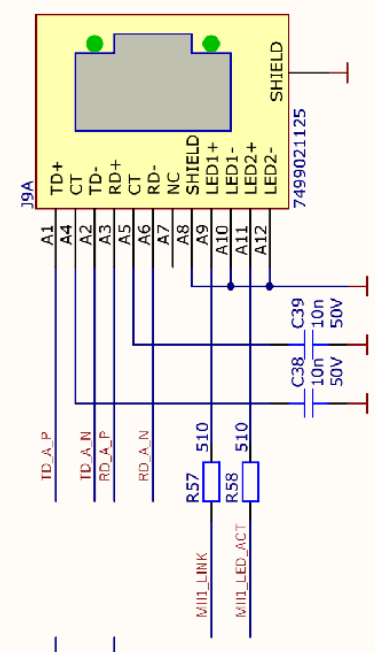 SHIELD
J9A
7499021125
TD+
CT
TD-
RD+
CT
RD-
NC
SHIELD
LED1+
LED1-
LED2+
LED2-
A1
A4
A2
A3
A5
A6
A7
A8
A9
A10
A11
A12
C39
10n
50V
C38
10n
50V
TD_A_P
TD_A_N
RD_A_P
RD_A_N
R57
510
R58
510
MII1_LINK
MII1_LED_ACT